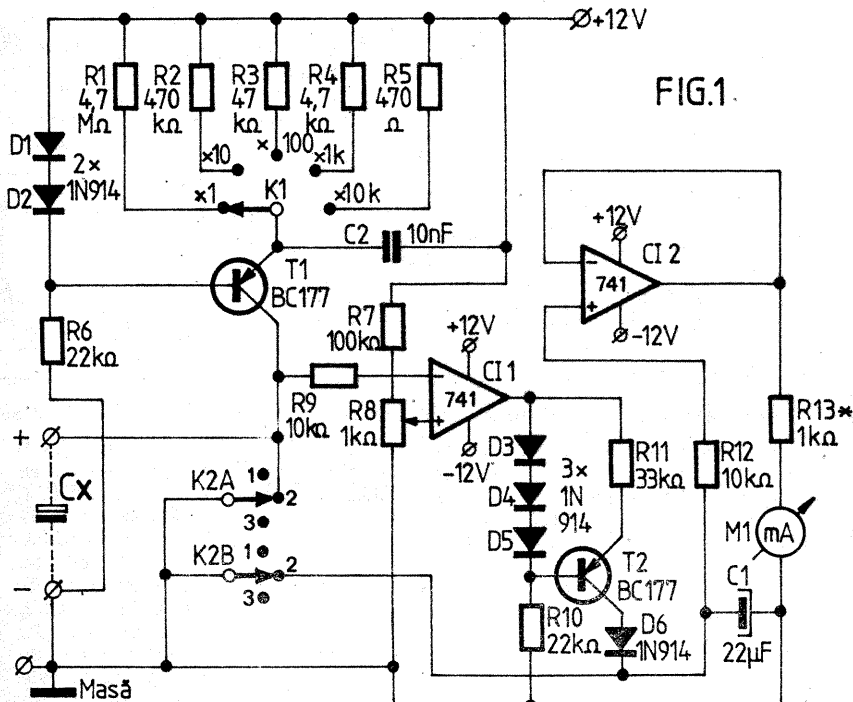 +12V
FIG.1
R1
4,7
MΩ
R2
470
kΩ
R3
47
kΩ
R4
4,7
kΩ
R5
470
Ω
D1
D2
2×
1N914
×1
×10
×
100
×1k
×10k
K1
C2
10nF
T1
BC177
R6
22kΩ
R7
100kΩ
R8
1kΩ
R9
10kΩ
+12V
CI 1
−
741
+
-12V
+12V
CI 2
−
741
+
-12V
D3
D4
D5
3×
1N
914
R11
33kΩ
R12
10kΩ
R13*
1kΩ
M1
mA
T2
BC177
R10
22kΩ
D6
1N914
C1
22µF
+
Cx
−
K2A
1
2
3
K2B
1
2
3
Masă